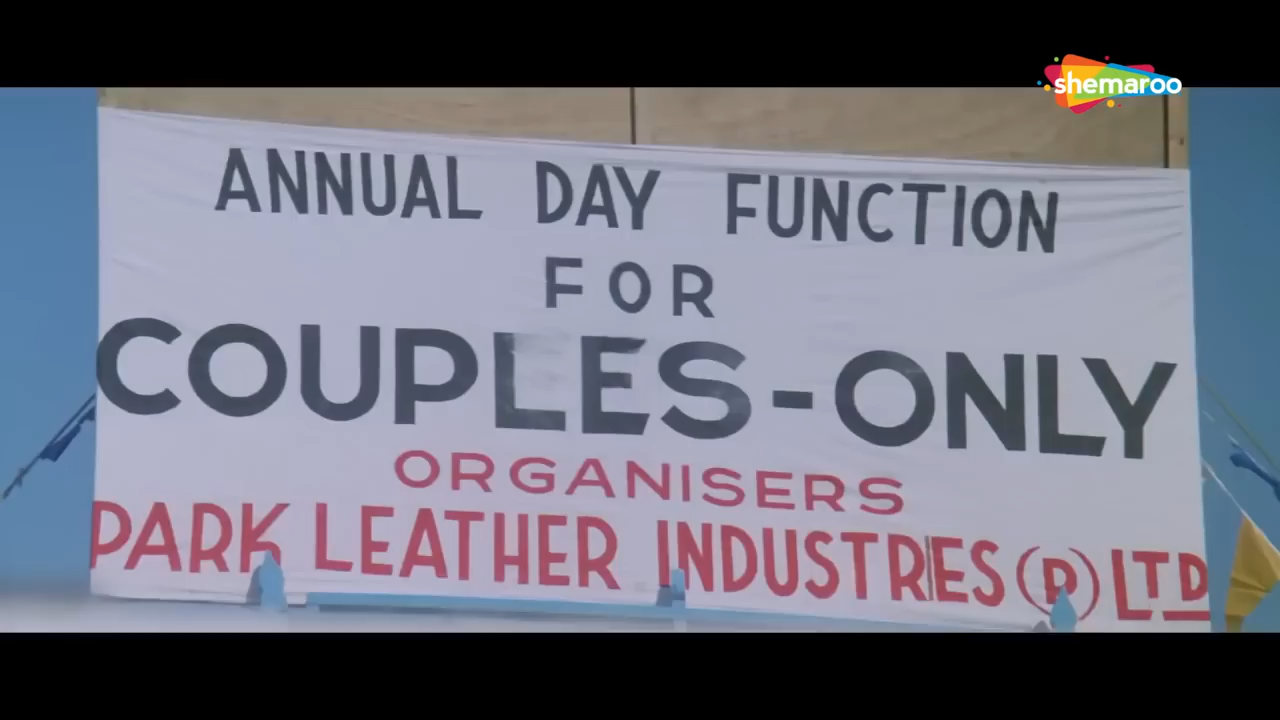 shemaroo
ANNUAL DAY FUNCTION
FOR
COUPLES-ONLY
ORGANISERS
PARK LEATHER INDUSTRIES (P) LTD